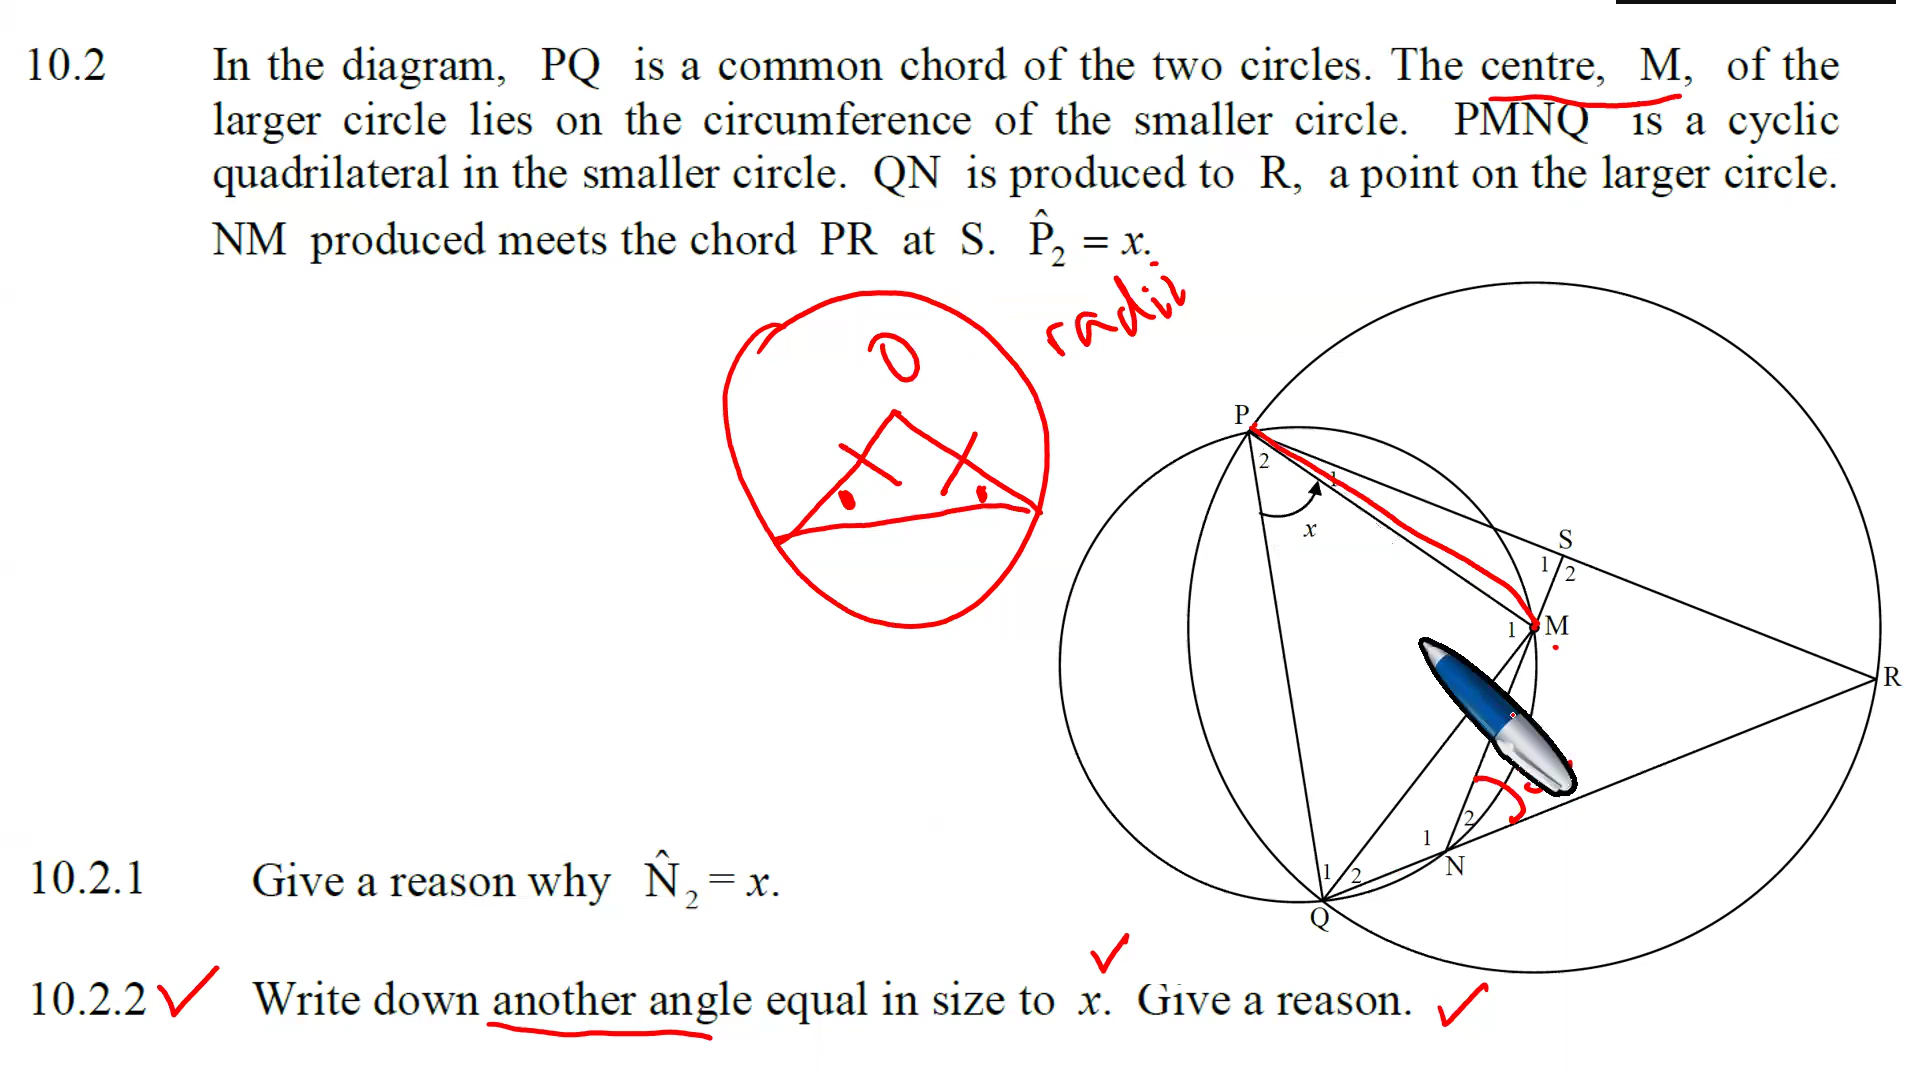 10.2 In the diagram, PQ is a common chord of the two circles. The centre, M, of the
larger circle lies on the circumference of the smaller circle. PMNQ is a cyclic
quadrilateral in the smaller circle. QN is produced to R, a point on the larger circle.
NM produced meets the chord PR at S. P̂₂ = x.
radii
O
P
2
1
x
S
1 2
1 M
R
2
1
N
1 2
Q
10.2.1 Give a reason why N̂₂ = x.
10.2.2 Write down another angle equal in size to x. Give a reason.